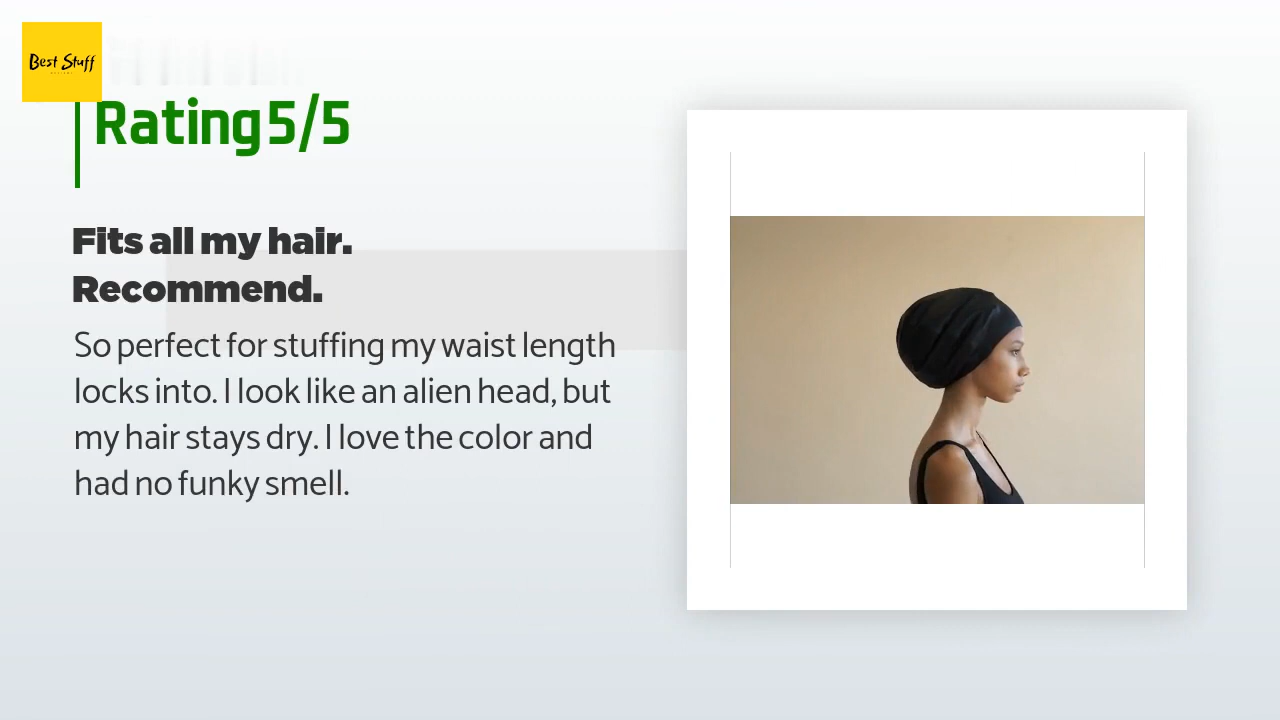 Best Stuff
Rating 5/5
Fits all my hair.
Recommend.
So perfect for stuffing my waist length
locks into. I look like an alien head, but
my hair stays dry. I love the color and
had no funky smell.